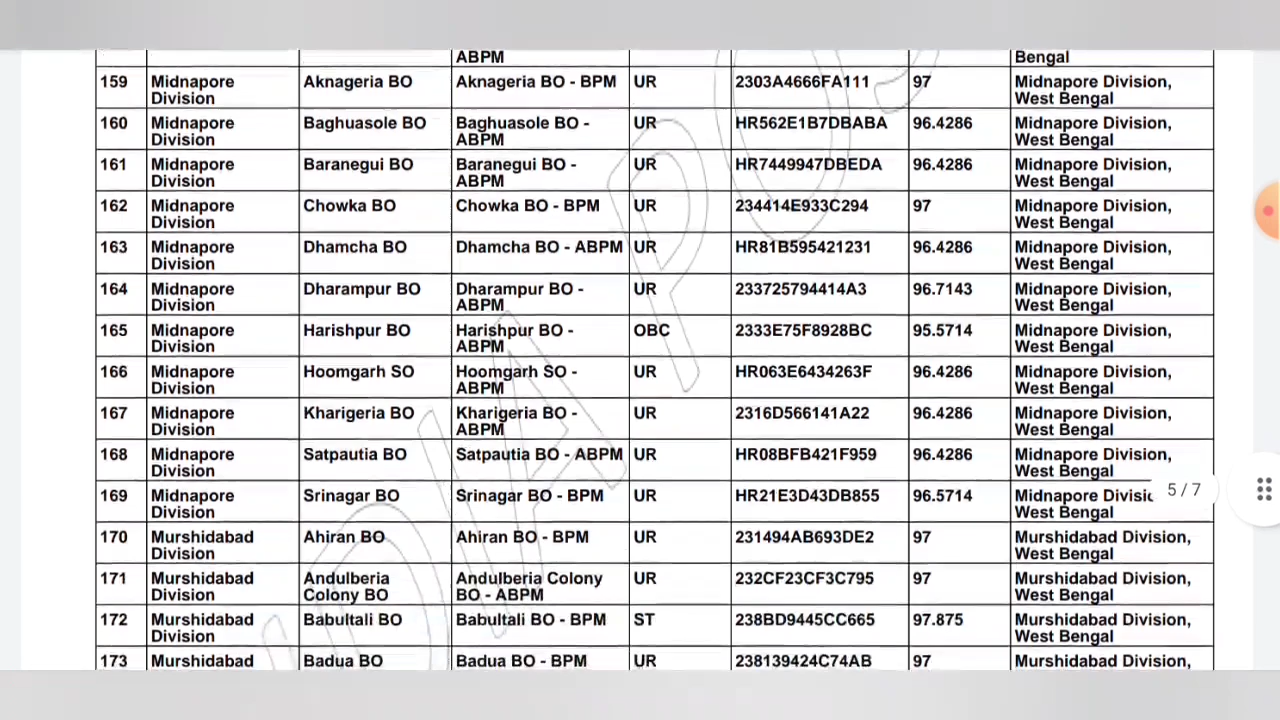 ABPM Bengal
159 Midnapore Aknageria BO Aknageria BO - BPM UR 2303A4666FA111 97 Midnapore Division,
Division West Bengal
160 Midnapore Baghuasole BO Baghuasole BO - UR HR562E1B7DBABA 96.4286 Midnapore Division,
Division ABPM West Bengal
161 Midnapore Baranegui BO Baranegui BO - UR HR7449947DBEDA 96.4286 Midnapore Division,
Division ABPM West Bengal
162 Midnapore Chowka BO Chowka BO - BPM UR 234414E933C294 97 Midnapore Division,
Division West Bengal
163 Midnapore Dhamcha BO Dhamcha BO - ABPM UR HR81B595421231 96.4286 Midnapore Division,
Division West Bengal
164 Midnapore Dharampur BO Dharampur BO - UR 233725794414A3 96.7143 Midnapore Division,
Division ABPM West Bengal
165 Midnapore Harishpur BO Harishpur BO - OBC 2333E75F8928BC 95.5714 Midnapore Division,
Division ABPM West Bengal
166 Midnapore Hoomgarh SO Hoomgarh SO - UR HR063E6434263F 96.4286 Midnapore Division,
Division ABPM West Bengal
167 Midnapore Kharigeria BO Kharigeria BO - UR 2316D566141A22 96.4286 Midnapore Division,
Division ABPM West Bengal
168 Midnapore Satpautia BO Satpautia BO - ABPM UR HR08BFB421F959 96.4286 Midnapore Division,
Division West Bengal
169 Midnapore Srinagar BO Srinagar BO - BPM UR HR21E3D43DB855 96.5714 Midnapore Divisio 5 / 7
Division West Bengal
170 Murshidabad Ahiran BO Ahiran BO - BPM UR 231494AB693DE2 97 Murshidabad Division,
Division West Bengal
171 Murshidabad Andulberia Andulberia Colony UR 232CF23CF3C795 97 Murshidabad Division,
Division Colony BO BO - ABPM West Bengal
172 Murshidabad Babultali BO Babultali BO - BPM ST 238BD9445CC665 97.875 Murshidabad Division,
Division West Bengal
173 Murshidabad Badua BO Badua BO - BPM UR 238139424C74AB 97 Murshidabad Division,